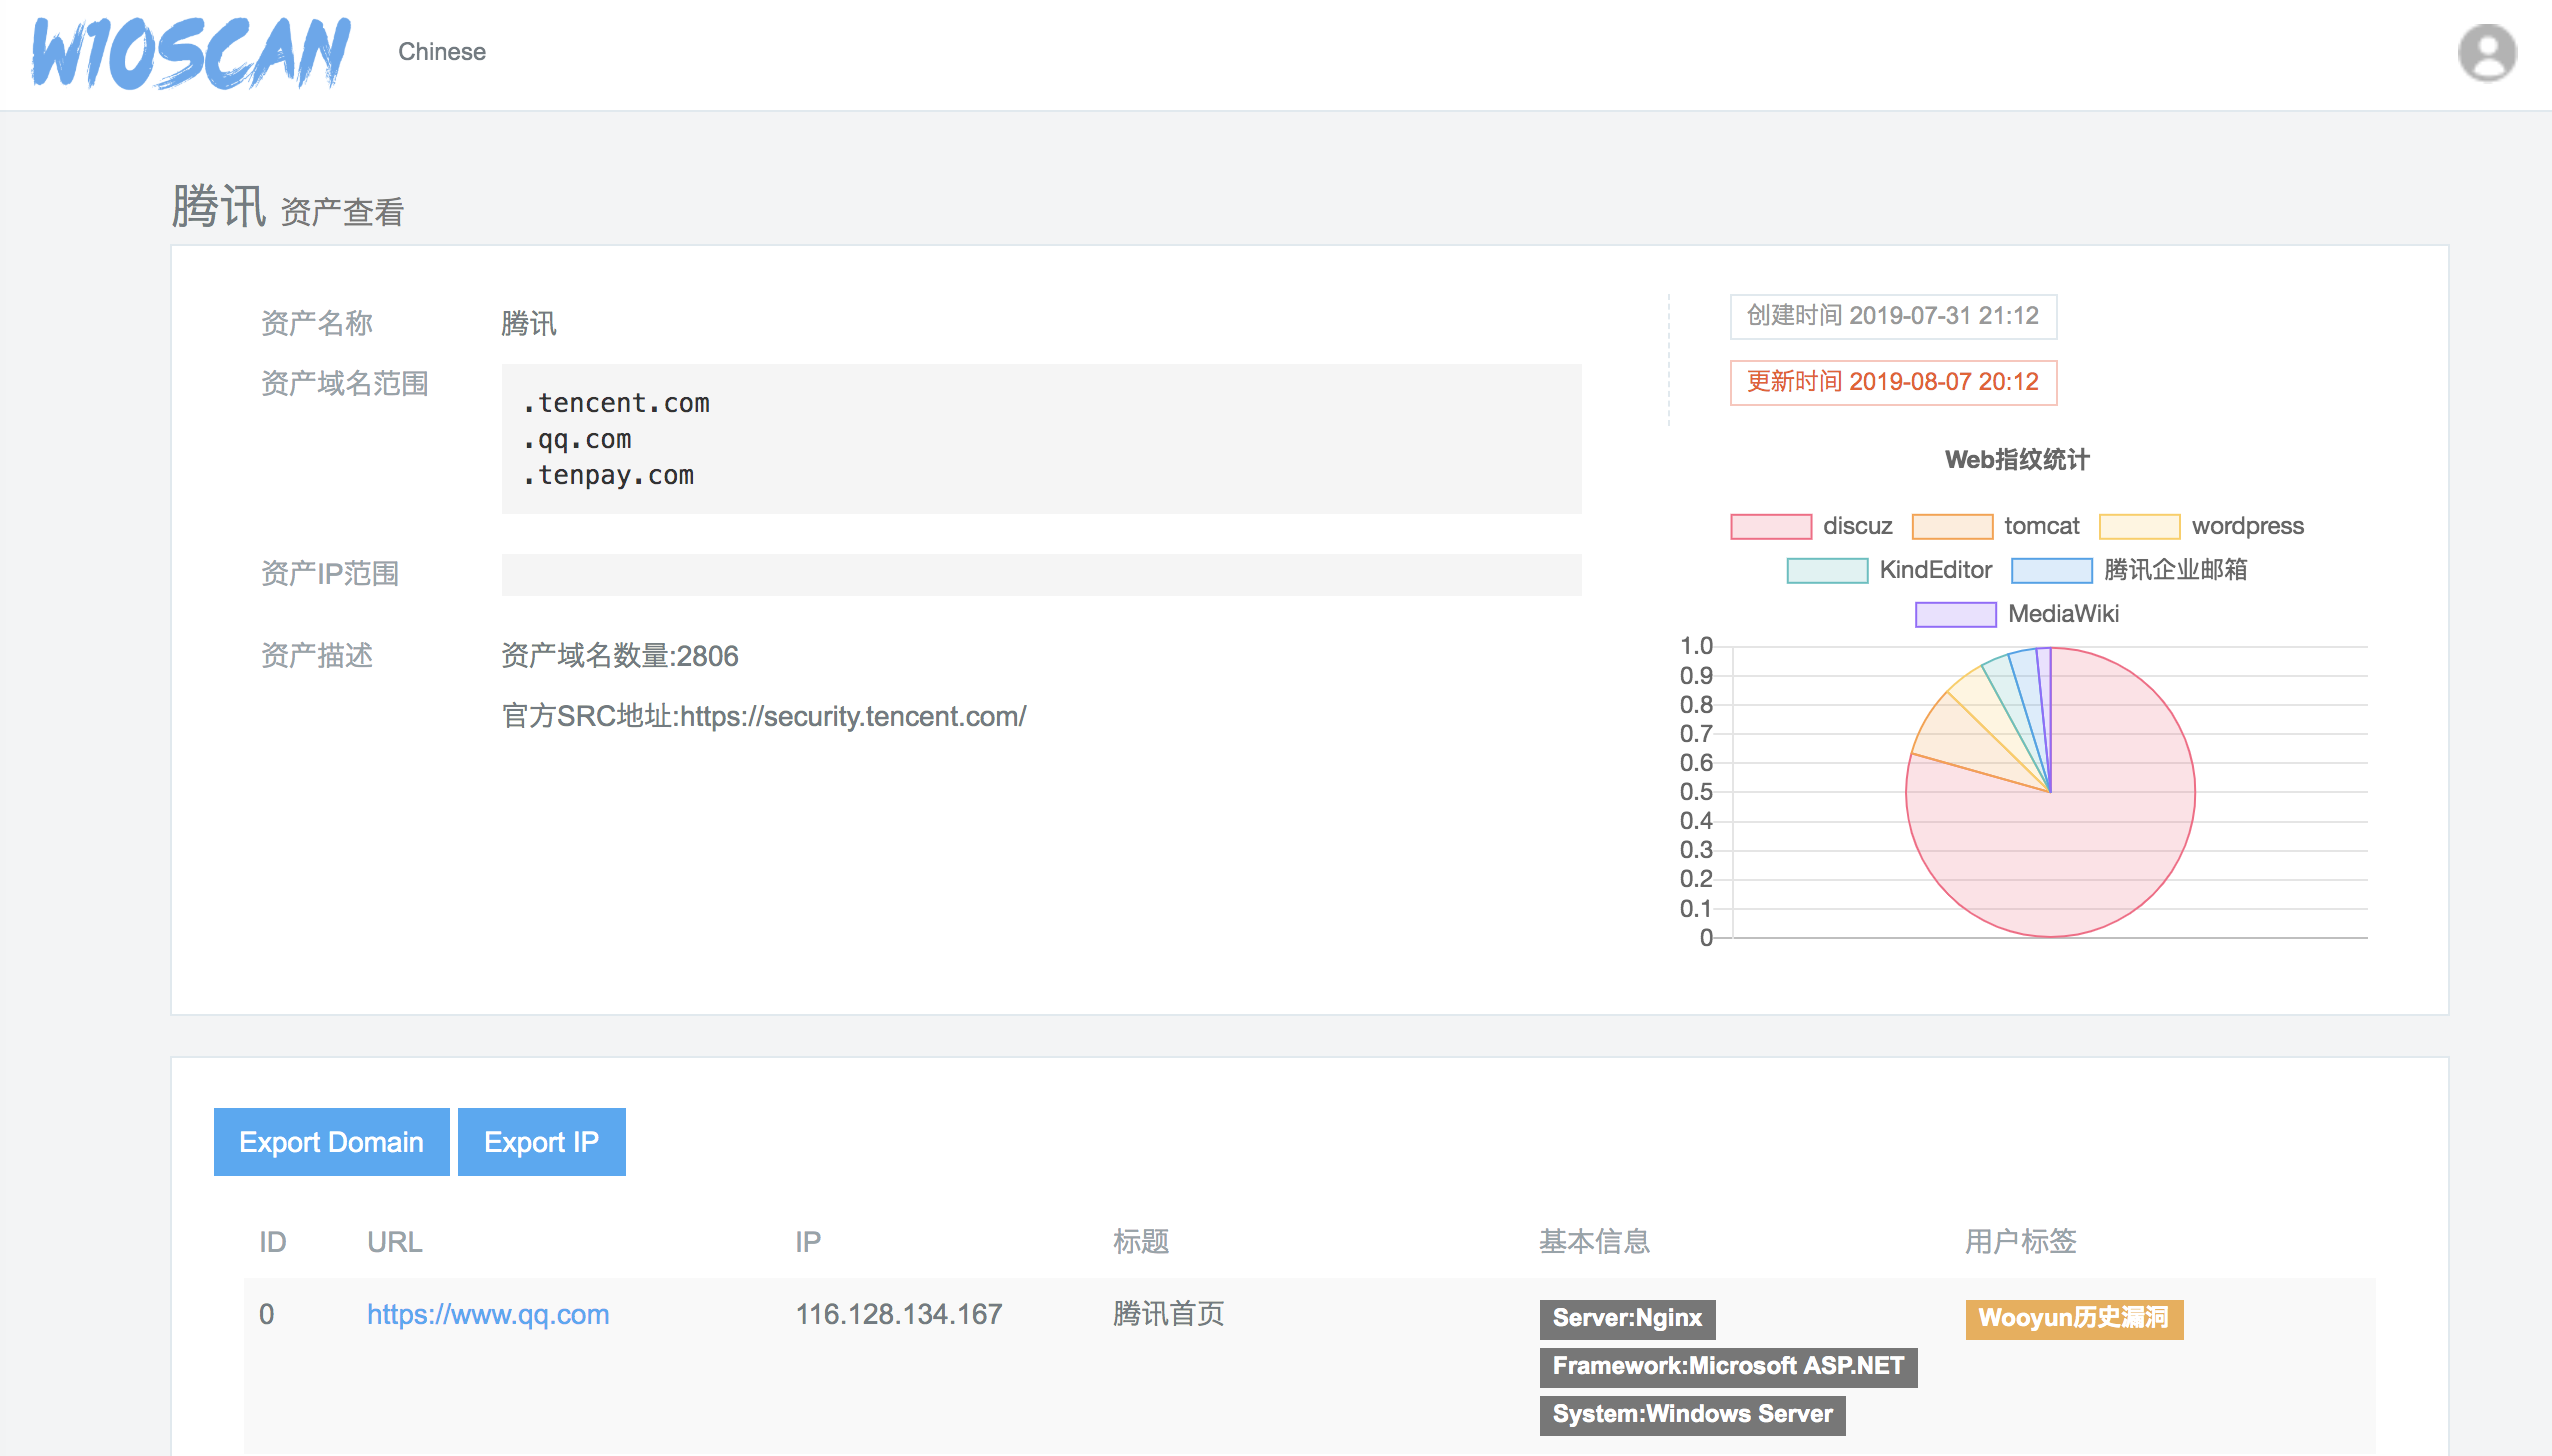 W10SCAN
Chinese
腾讯 资产查看
资产名称 腾讯
资产域名范围
.tencent.com
.qq.com
.tenpay.com
资产IP范围
资产描述 资产域名数量:2806
官方SRC地址:https://security.tencent.com/
创建时间 2019-07-31 21:12
更新时间 2019-08-07 20:12
Web指纹统计
discuz tomcat wordpress
KindEditor 腾讯企业邮箱
MediaWiki
1.0
0.9
0.8
0.7
0.6
0.5
0.4
0.3
0.2
0.1
0
Export Domain Export IP
ID URL IP 标题 基本信息 用户标签
0 https://www.qq.com 116.128.134.167 腾讯首页 Server:Nginx Wooyun历史漏洞
Framework:Microsoft ASP.NET
System:Windows Server